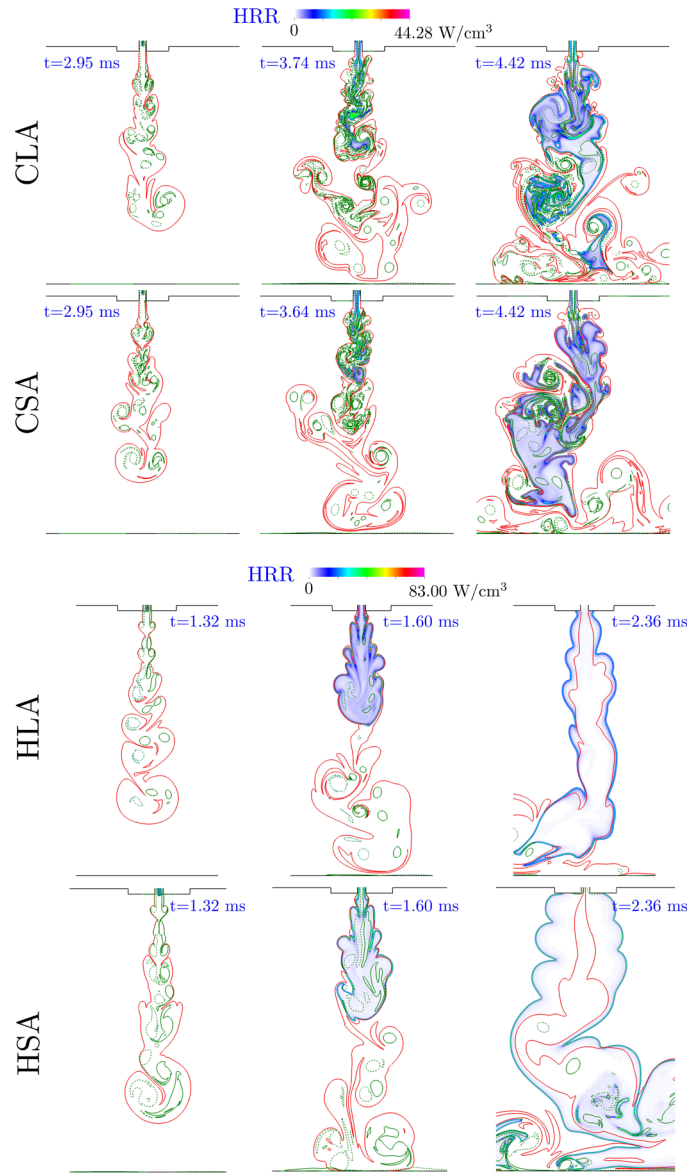 HRR
0 44.28 W/cm³
CLA
t=2.95 ms t=3.74 ms t=4.42 ms
CSA
t=2.95 ms t=3.64 ms t=4.42 ms
HRR
0 83.00 W/cm³
HLA
t=1.32 ms t=1.60 ms t=2.36 ms
HSA
t=1.32 ms t=1.60 ms t=2.36 ms